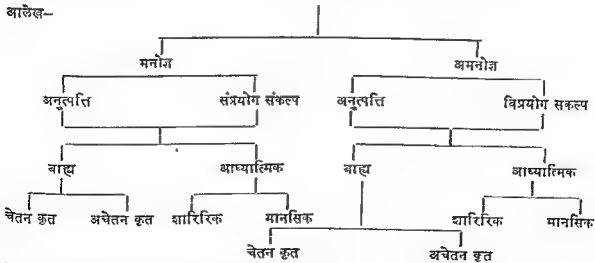 आलेख—
मनोज्ञ अमनोज्ञ
अनुत्पत्ति संप्रयोग संकल्प अनुत्पत्ति विप्रयोग सकल्प
बाह्य आध्यात्मिक बाह्य आध्यात्मिक
चेतन कृत अचेतन कृत शारिरिक मानसिक शारिरिक मानसिक
चेतन कृत अचेतन कृत